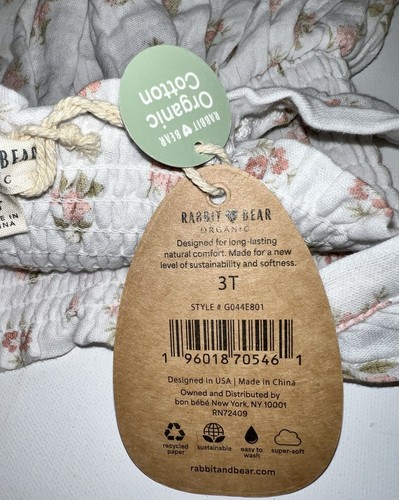 Organic
Cotton
RABBIT BEAR
BEAR
C
E IN
NA
RABBIT BEAR
ORGANIC
Designed for long-lasting
natural comfort. Made for a new
level of sustainability and softness.
3T
STYLE # G044E801
1 96018 70546 1
Designed in USA | Made in China
Owned and Distributed by
bon bébé New York, NY 10001
RN72409
recycled paper
sustainable
easy to wash
super-soft
rabbitandbear.com